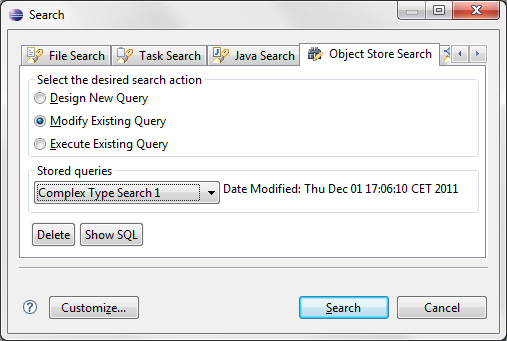 Search
File Search Task Search Java Search Object Store Search
Select the desired search action
Design New Query
Modify Existing Query
Execute Existing Query
Stored queries
Complex Type Search 1 Date Modified: Thu Dec 01 17:06:10 CET 2011
Delete Show SQL
? Customize... Search Cancel